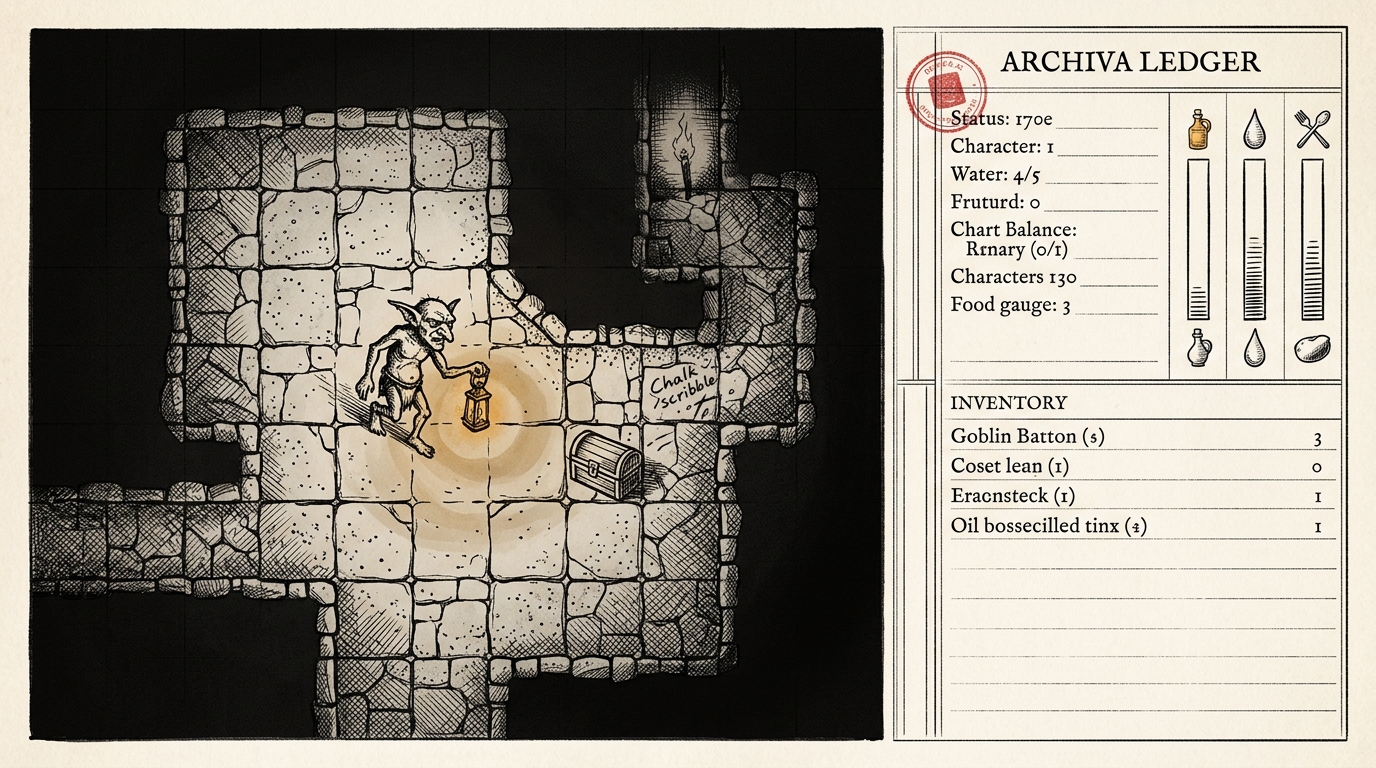 Chalk
scribble
ARCHIVA LEDGER
Status: 170e
Character: 1
Water: 4/5
Fruturd: 0
Chart Balance:
Rrnary (0/1)
Characters 130
Food gauge: 3
INVENTORY
Goblin Batton (5) 3
Coset lean (1) 0
Eraonsteck (1) 1
Oil bossecilled tinx 1